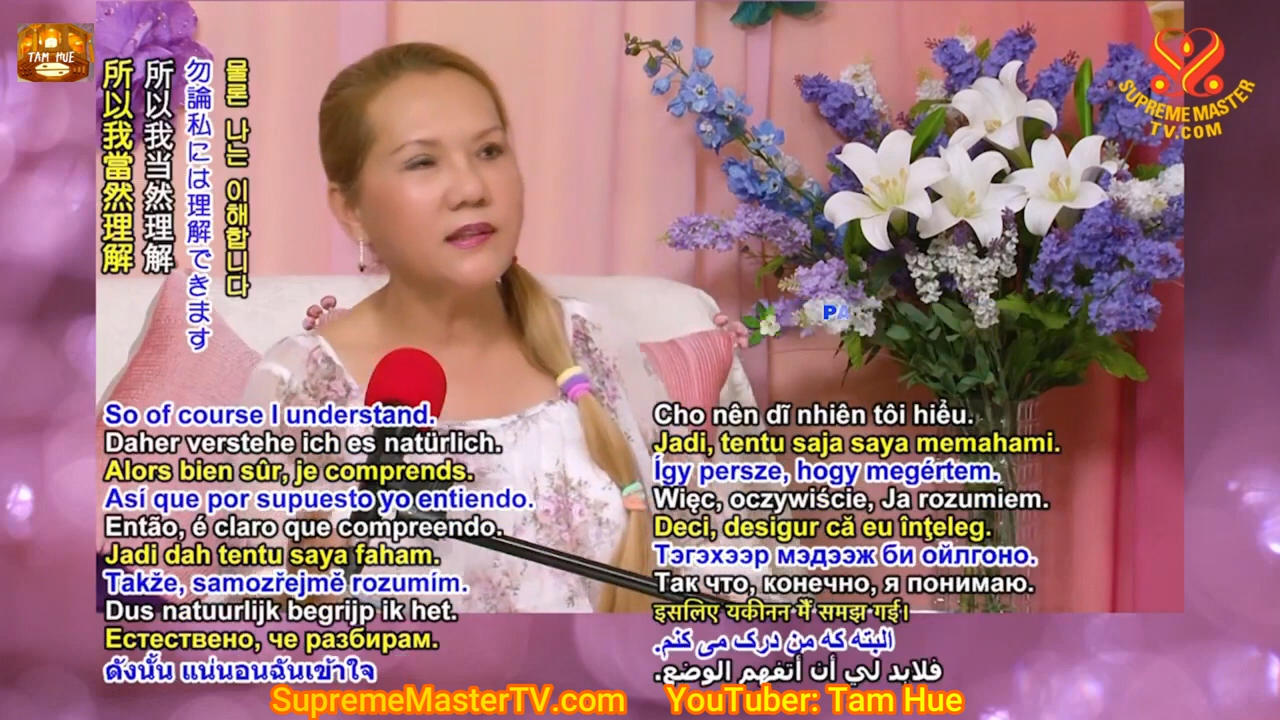 TAM HUE
SUPREME MASTER
TV.COM
所以我當然理解
所以我当然理解
勿論私には理解できます
물론 나는 이해합니다
PA
So of course I understand.
Daher verstehe ich es natürlich.
Alors bien sûr, je comprends.
Así que por supuesto yo entiendo.
Então, é claro que compreendo.
Jadi dah tentu saya faham.
Takže, samozřejmě rozumím.
Dus natuurlijk begrijp ik het.
Естествено, че разбирам.
ดังนั้น แน่นอนฉันเข้าใจ
Cho nên dĩ nhiên tôi hiểu.
Jadi, tentu saja saya memahami.
Így persze, hogy megértem.
Więc, oczywiście, Ja rozumiem.
Deci, desigur că eu înţeleg.
Тэгэхээр мэдээж би ойлгоно.
Так что, конечно, я понимаю.
इसलिए यकीनन मैं समझ गई।
البته که من درک می کنم.
فلابد لي أن أتفهم الوضع.
SupremeMasterTV.com YouTuber: Tam Hue